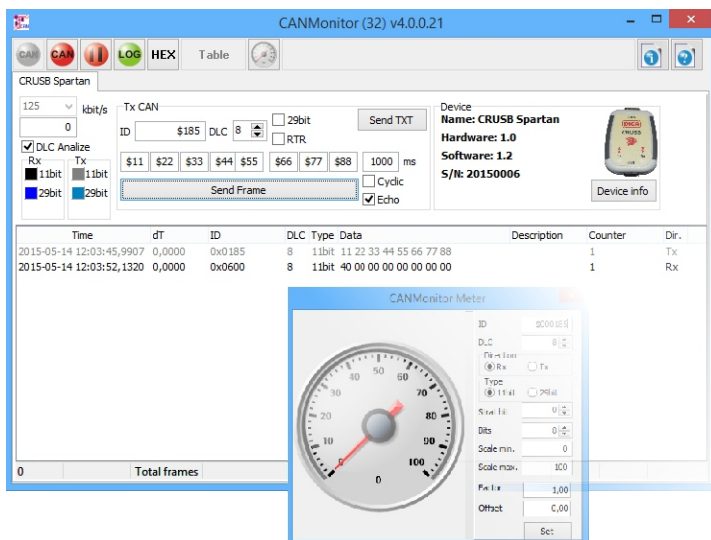 CANMonitor (32) v4.0.0.21
CAN CAN LOG HEX Table
CRUSB Spartan
125 kbit/s
0
DLC Analize
Rx Tx
11bit 11bit
29bit 29bit
Tx CAN
ID $185 DLC 8 29bit Send TXT
RTR
$11 $22 $33 $44 $55 $66 $77 $88 1000 ms
Send Frame Cyclic
Echo
Device
Name: CRUSB Spartan
Hardware: 1.0
Software: 1.2
S/N: 20150006
CRUSB
Device info
Time dT ID DLC Type Data Description Counter Dir.
2015-05-14 12:03:45,9907 0,0000 0x0185 8 11bit 11 22 33 44 55 66 77 88 1 Tx
2015-05-14 12:03:52,1320 0,0000 0x0600 8 11bit 40 00 00 00 00 00 00 00 1 Rx
0 Total frames
CANMonitor Meter
0 10 20 30 40 50 60 70 80 90 100
0
ID
DLC 8
Direction
Rx Tx
Type
11bit 29bit
Start bit 0
Bits 0
Scale min. 0
Scale max. 100
Factor 1,00
Offset 0,00
Set